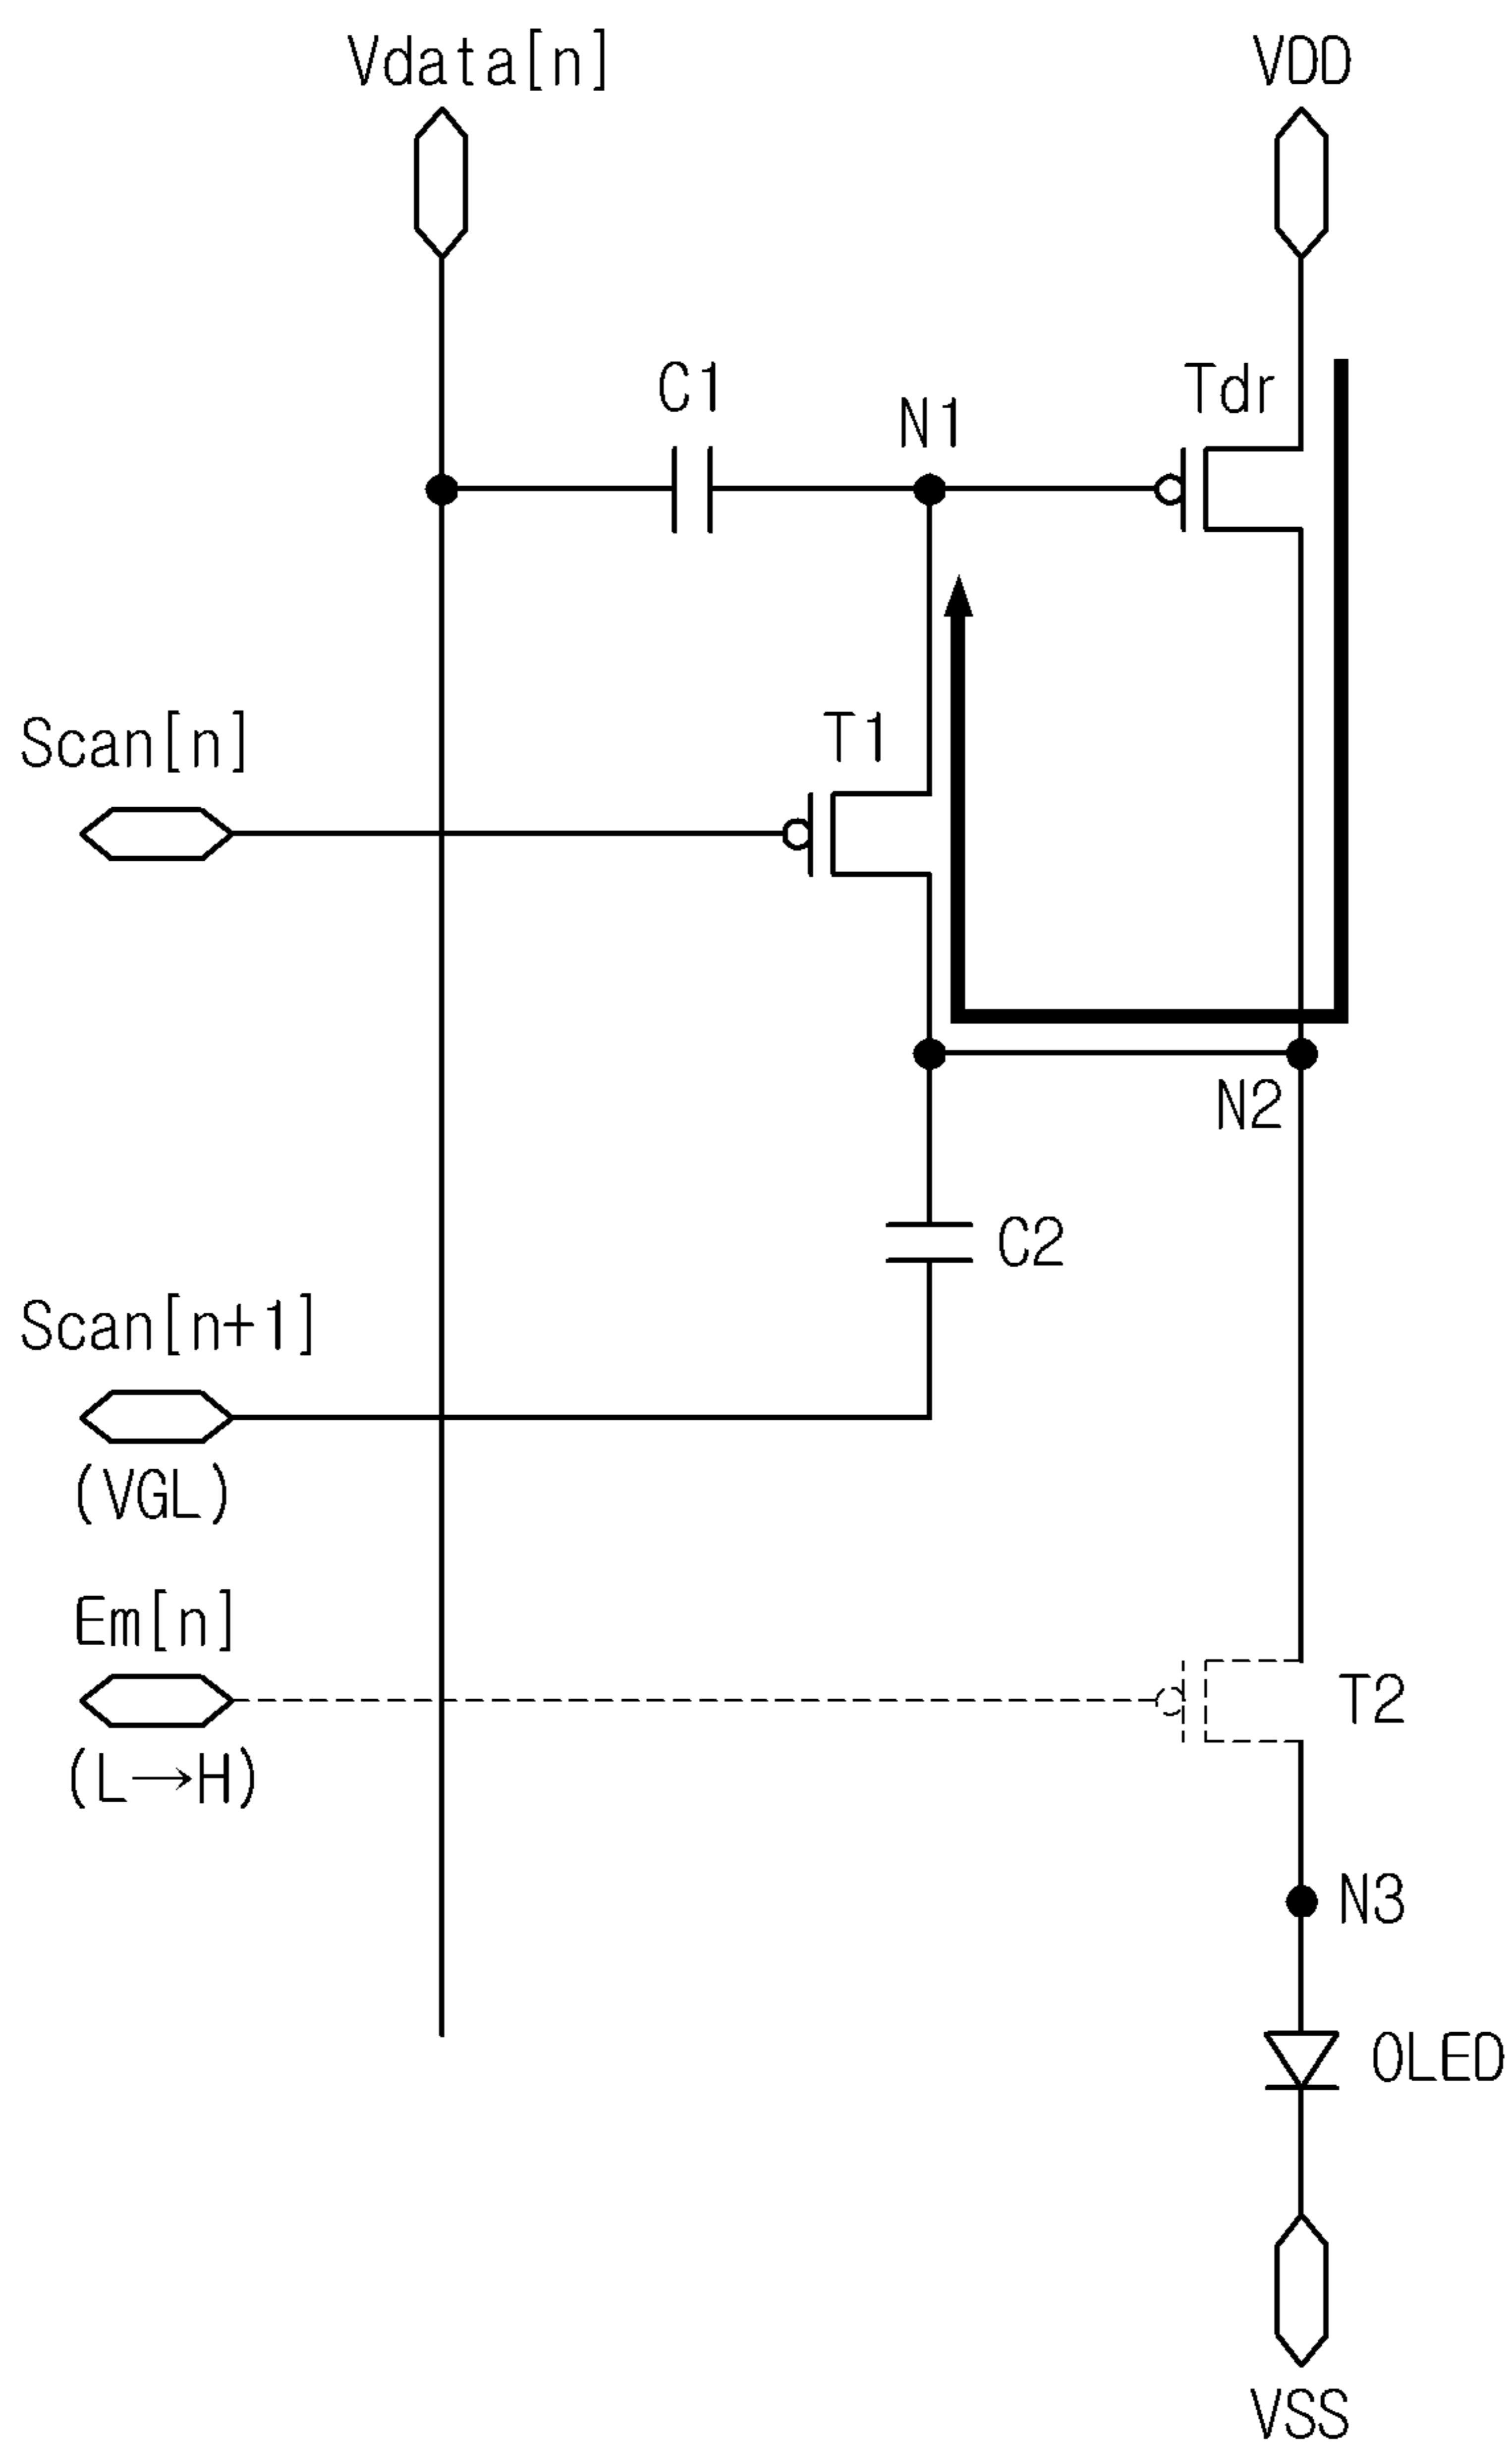 Vdata[n]
VDD
C1
N1
Tdr
Scan[n]
T1
N2
C2
Scan[n+1]
(VGL)
Em[n]
T2
(L→H)
N3
OLED
VSS